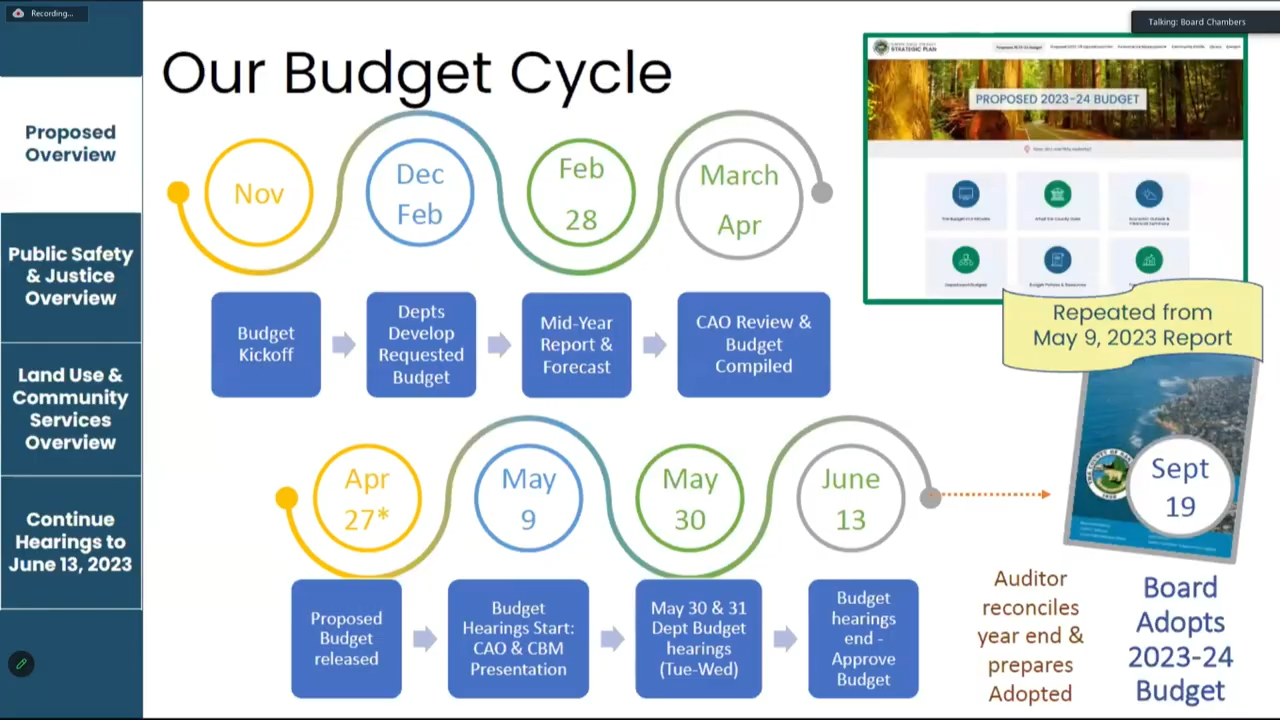 Recording...
Talking: Board Chambers
Our Budget Cycle
Proposed
Overview
Public Safety
& Justice
Overview
Land Use &
Community
Services
Overview
Continue
Hearings to
June 13, 2023
Nov
Dec
Feb
Feb
28
March
Apr
Budget
Kickoff
Depts
Develop
Requested
Budget
Mid-Year
Report &
Forecast
CAO Review &
Budget
Compiled
STRATEGIC PLAN
PROPOSED 2023-24 BUDGET
Repeated from
May 9, 2023 Report
Apr
27*
May
9
May
30
June
13
Sept
19
Proposed
Budget
released
Budget
Hearings Start:
CAO & CBM
Presentation
May 30 & 31
Dept Budget
hearings
(Tue-Wed)
Budget
hearings
end -
Approve
Budget
Auditor
reconciles
year end &
prepares
Adopted
Board
Adopts
2023-24
Budget